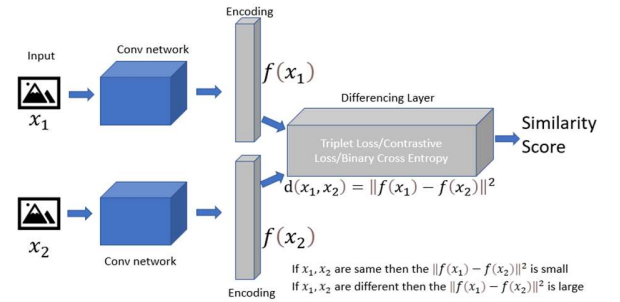 Encoding
Input
Conv network
f(x₁)
x₁
Differencing Layer
Triplet Loss/Contrastive
Loss/Binary Cross Entropy
Similarity
Score
d(x₁, x₂) = ‖f(x₁) − f(x₂)‖²
x₂
f(x₂)
Conv network
Encoding
If x₁, x₂ are same then the ‖f(x₁) − f(x₂)‖² is small
If x₁, x₂ are different then the ‖f(x₁) − f(x₂)‖² is large